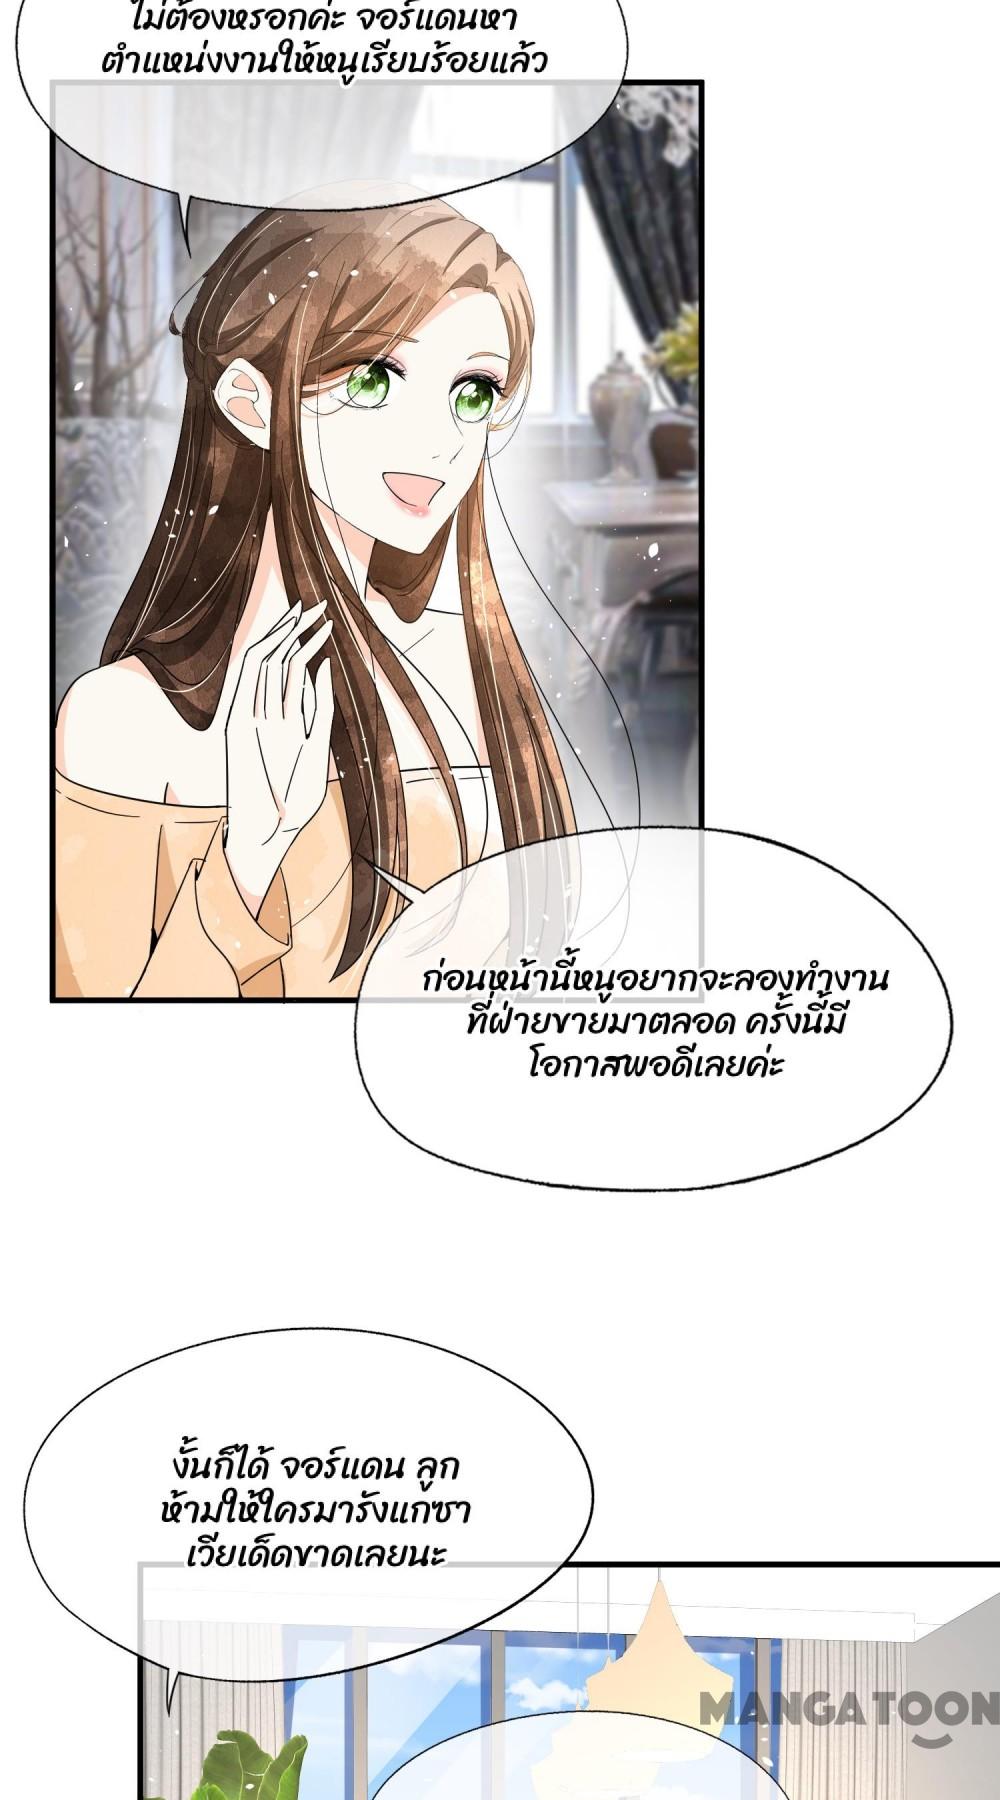 ไม่ต้องหรอกค่ะ จอร์แดนหา
ตำแหน่งงานให้หนูเรียบร้อยแล้ว
ก่อนหน้านี้หนูอยากจะลองทำงาน
ที่ฝ่ายขายมาตลอด ครั้งนี้มี
โอกาสพอดีเลยค่ะ
งั้นก็ได้ จอร์แดน ลูก
ห้ามให้ใครมารังแกซา
เวียเด็ดขาดเลยนะ
MANGATOON